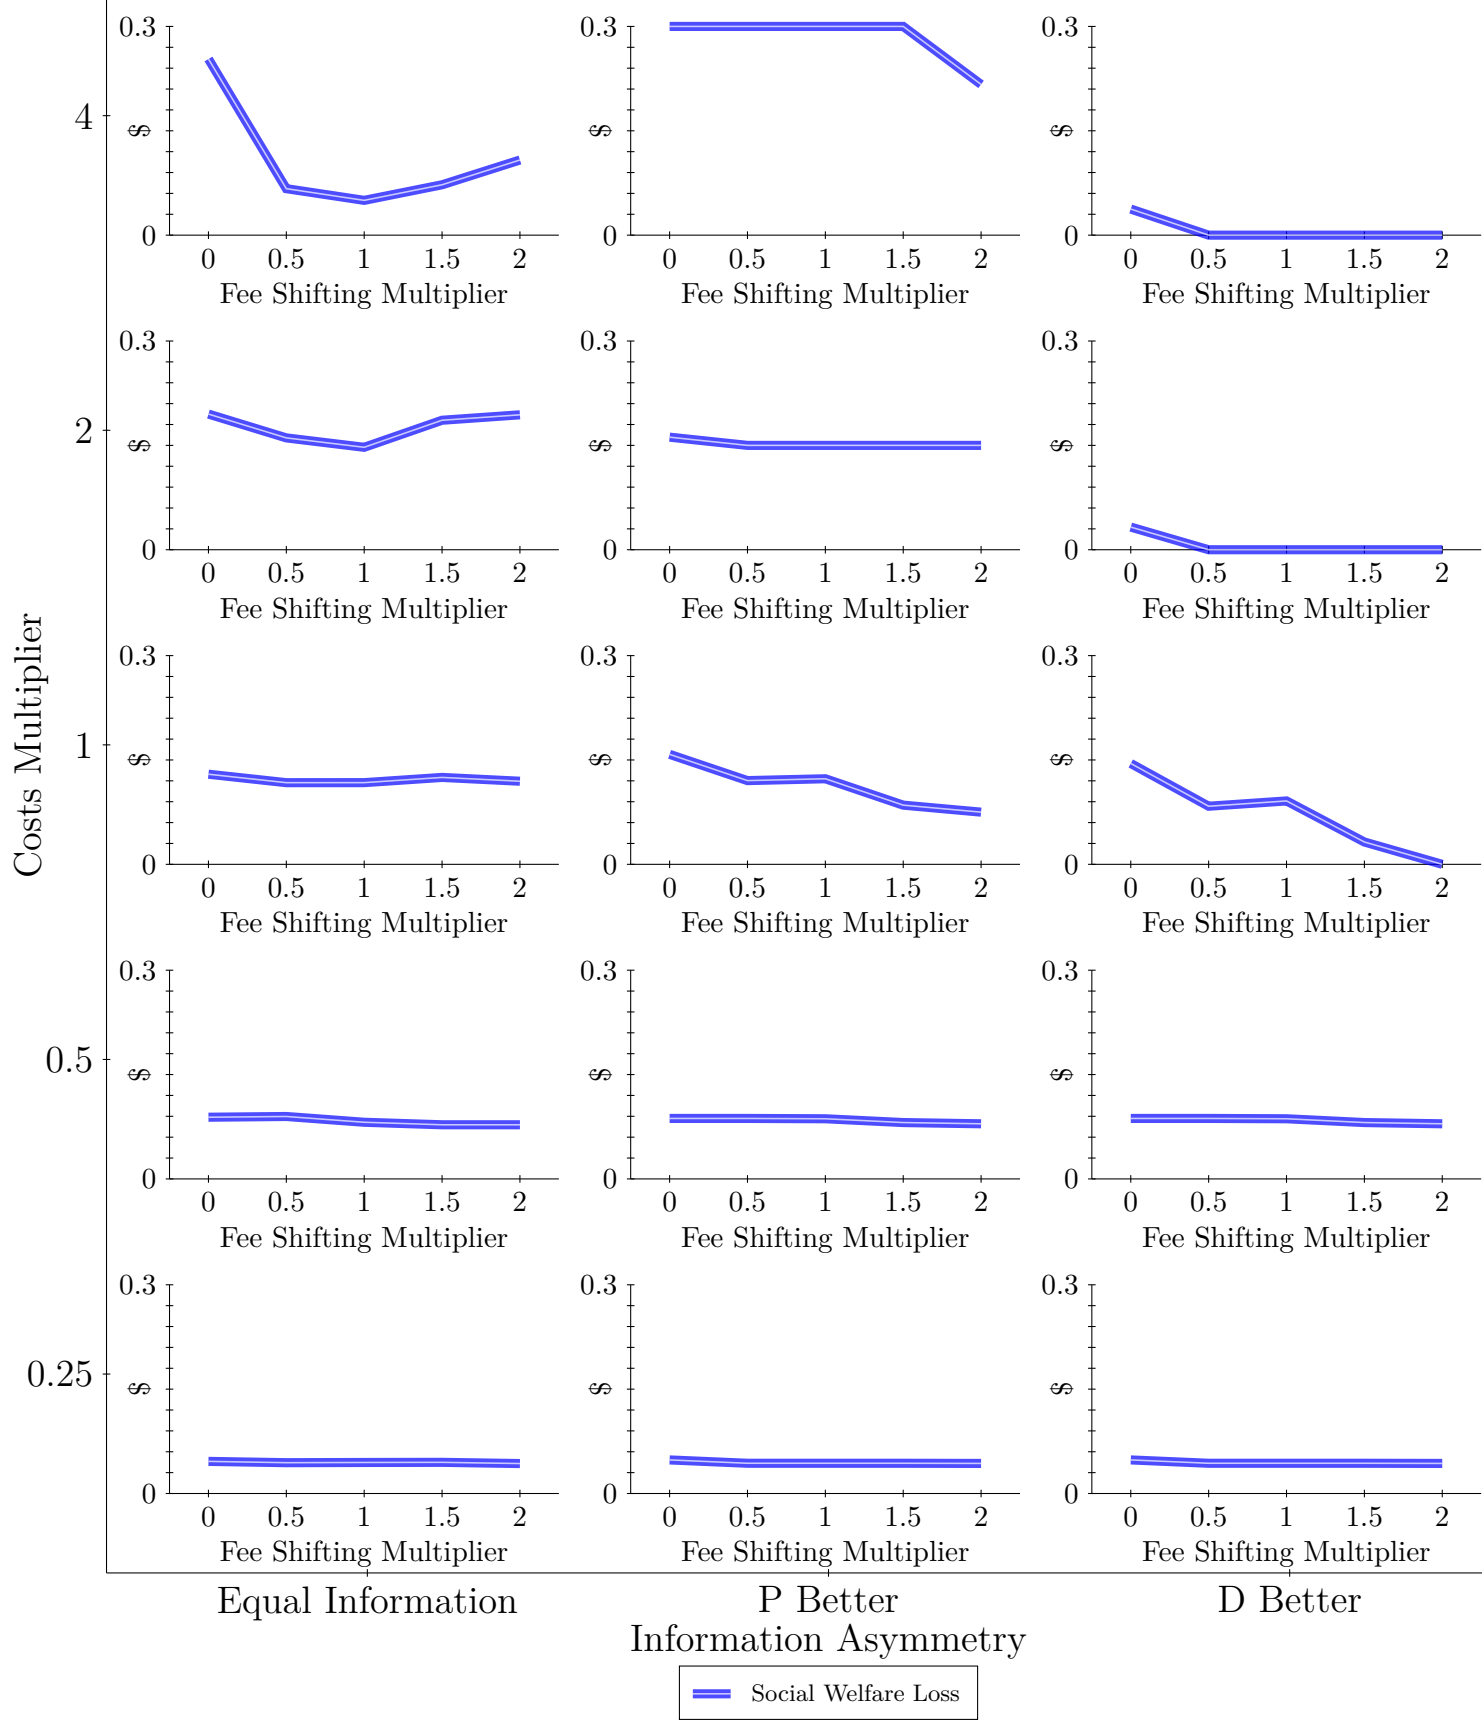 0.3 0.3 0.3
4 $ $ $
0 0 0
0 0.5 1 1.5 2 0 0.5 1 1.5 2 0 0.5 1 1.5 2
Fee Shifting Multiplier Fee Shifting Multiplier Fee Shifting Multiplier
0.3 0.3 0.3
2 $ $ $
0 0 0
0 0.5 1 1.5 2 0 0.5 1 1.5 2 0 0.5 1 1.5 2
Fee Shifting Multiplier Fee Shifting Multiplier Fee Shifting Multiplier
Costs Multiplier
0.3 0.3 0.3
1 $ $ $
0 0 0
0 0.5 1 1.5 2 0 0.5 1 1.5 2 0 0.5 1 1.5 2
Fee Shifting Multiplier Fee Shifting Multiplier Fee Shifting Multiplier
0.3 0.3 0.3
0.5 $ $ $
0 0 0
0 0.5 1 1.5 2 0 0.5 1 1.5 2 0 0.5 1 1.5 2
Fee Shifting Multiplier Fee Shifting Multiplier Fee Shifting Multiplier
0.3 0.3 0.3
0.25 $ $ $
0 0 0
0 0.5 1 1.5 2 0 0.5 1 1.5 2 0 0.5 1 1.5 2
Fee Shifting Multiplier Fee Shifting Multiplier Fee Shifting Multiplier
Equal Information P Better D Better
Information Asymmetry
Social Welfare Loss